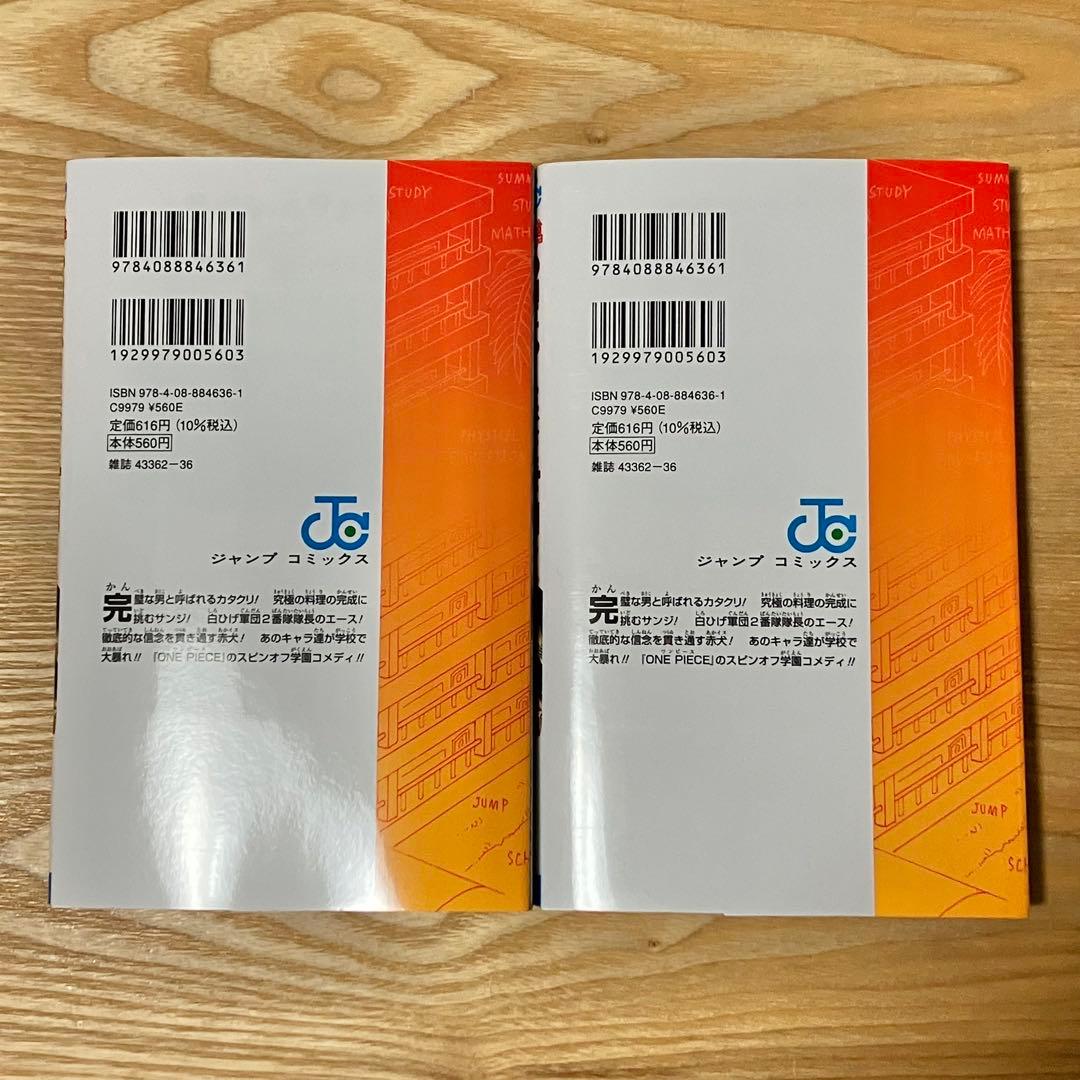 9784088846361
1929979005603
ISBN 978-4-08-884636-1
C9979 ¥560E
定価616円（10%税込）
本体560円
雑誌 43362-36
ジャンプ コミックス
完璧な男と呼ばれるカタクリ！ 究極の料理の完成に
挑むサンジ！ 白ひげ軍団2番隊隊長のエース！
徹底的な信念を貫き通す赤犬！ あのキャラ達が学校で
大暴れ!! 『ONE PIECE』のスピンオフ学園コメディ!!
STUDY
MATH
JUMP
9784088846361
1929979005603
ISBN 978-4-08-884636-1
C9979 ¥560E
定価616円（10%税込）
本体560円
雑誌 43362-36
ジャンプ コミックス
完璧な男と呼ばれるカタクリ！ 究極の料理の完成に
挑むサンジ！ 白ひげ軍団2番隊隊長のエース！
徹底的な信念を貫き通す赤犬！ あのキャラ達が学校で
大暴れ!! 『ONE PIECE』のスピンオフ学園コメディ!!
STUDY
MATH
PHYSICAL
JUMP